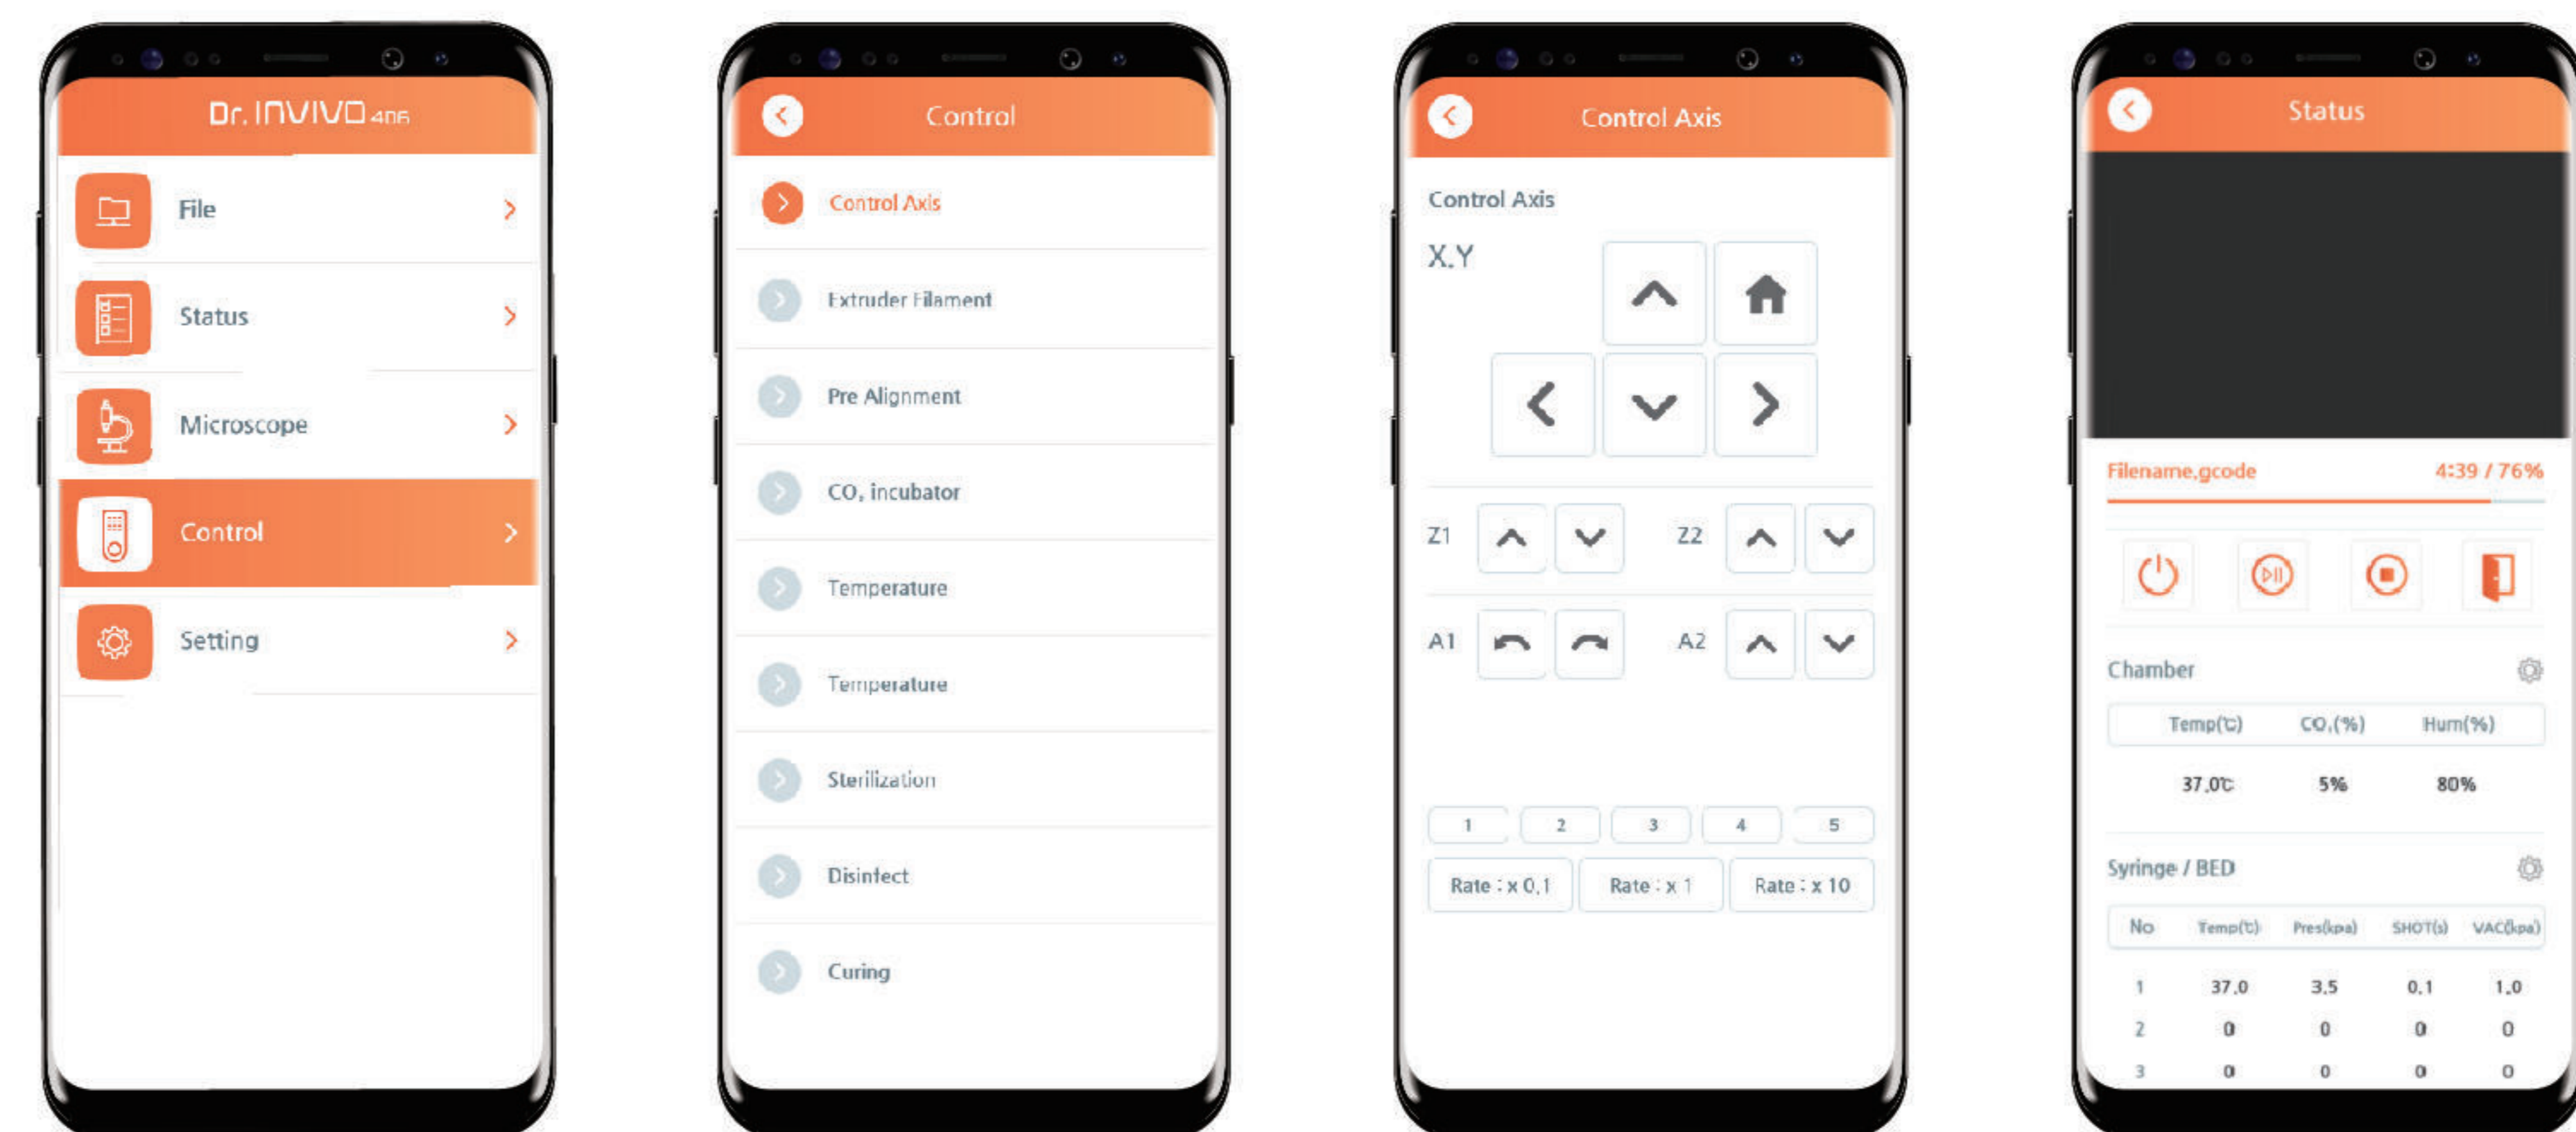 Dr. INVIVO 4D6
File
Status
Microscope
Control
Setting
Control
Control Axis
Extruder Filament
Pre Alignment
CO₂ incubator
Temperature
Temperature
Sterilization
Disinfect
Curing
Control Axis
Control Axis
X.Y
Z1 Z2
A1 A2
1 2 3 4 5
Rate : x 0.1 Rate : x 1 Rate : x 10
Status
Filename.gcode 4:39 / 76%
Chamber
Temp(℃) CO₂(%) Hum(%)
37.0℃ 5% 80%
Syringe / BED
No Temp(℃) Pres(kpa) SHOT(s) VAC(kpa)
1 37.0 3.5 0.1 1.0
2 0 0 0 0
3 0 0 0 0